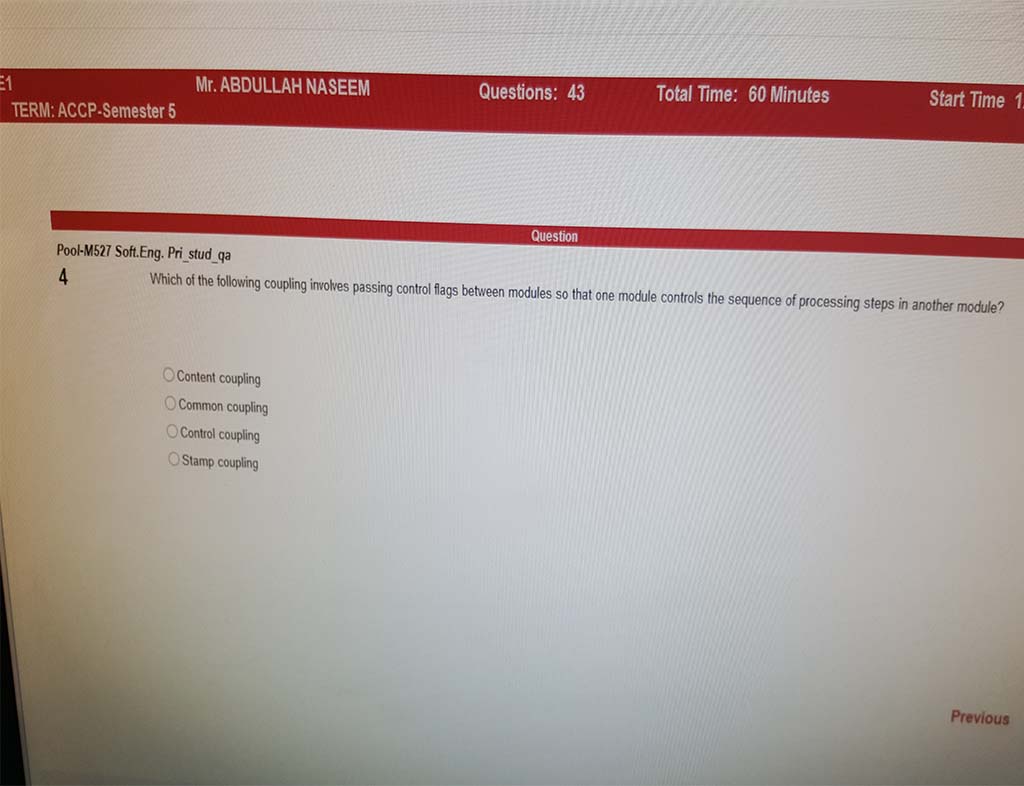 E1
Mr. ABDULLAH NASEEM
Questions: 43
Total Time: 60 Minutes
Start Time 1
TERM: ACCP-Semester 5
Question
Pool-M527 Soft.Eng. Pri_stud_qa
4 Which of the following coupling involves passing control flags between modules so that one module controls the sequence of processing steps in another module?
Content coupling
Common coupling
Control coupling
Stamp coupling
Previous